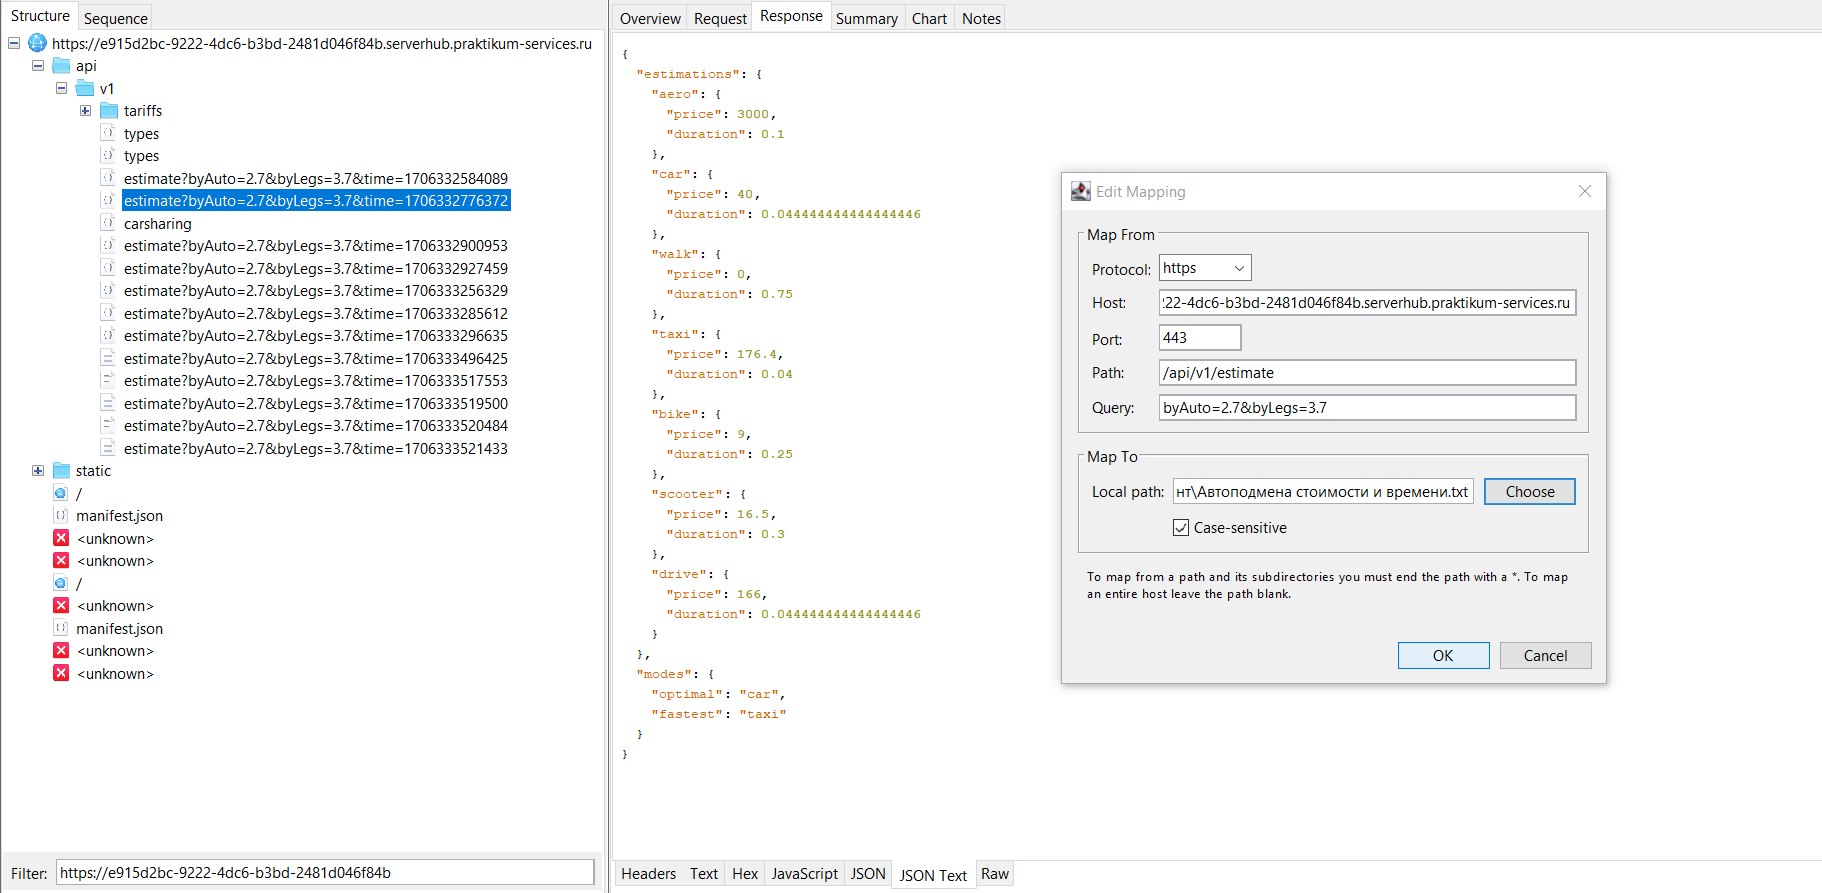 Structure
Sequence
https://e915d2bc-9222-4dc6-b3bd-2481d046f84b.serverhub.praktikum-services.ru
api
v1
tariffs
types
types
estimate?byAuto=2.7&byLegs=3.7&time=1706332584089
estimate?byAuto=2.7&byLegs=3.7&time=1706332776372
carsharing
estimate?byAuto=2.7&byLegs=3.7&time=1706332900953
estimate?byAuto=2.7&byLegs=3.7&time=1706332927459
estimate?byAuto=2.7&byLegs=3.7&time=1706333256329
estimate?byAuto=2.7&byLegs=3.7&time=1706333285612
estimate?byAuto=2.7&byLegs=3.7&time=1706333296635
estimate?byAuto=2.7&byLegs=3.7&time=1706333496425
estimate?byAuto=2.7&byLegs=3.7&time=1706333517553
estimate?byAuto=2.7&byLegs=3.7&time=1706333519500
estimate?byAuto=2.7&byLegs=3.7&time=1706333520484
estimate?byAuto=2.7&byLegs=3.7&time=1706333521433
static
/
manifest.json
<unknown>
<unknown>
/
<unknown>
manifest.json
<unknown>
<unknown>
Filter: https://e915d2bc-9222-4dc6-b3bd-2481d046f84b
Overview Request Response Summary Chart Notes
{
"estimations": {
"aero": {
"price": 3000,
"duration": 0.1
},
"car": {
"price": 40,
"duration": 0.044444444444444446
},
"walk": {
"price": 0,
"duration": 0.75
},
"taxi": {
"price": 176.4,
"duration": 0.04
},
"bike": {
"price": 9,
"duration": 0.25
},
"scooter": {
"price": 16.5,
"duration": 0.3
},
"drive": {
"price": 166,
"duration": 0.044444444444444446
}
},
"modes": {
"optimal": "car",
"fastest": "taxi"
}
}
Headers Text Hex JavaScript JSON JSON Text Raw
Edit Mapping
Map From
Protocol: https
Host: :22-4dc6-b3bd-2481d046f84b.serverhub.praktikum-services.ru
Port: 443
Path: /api/v1/estimate
Query: byAuto=2.7&byLegs=3.7
Map To
Local path: нт\Автоподмена стоимости и времени.txt Choose
Case-sensitive
To map from a path and its subdirectories you must end the path with a *. To map
an entire host leave the path blank.
OK Cancel